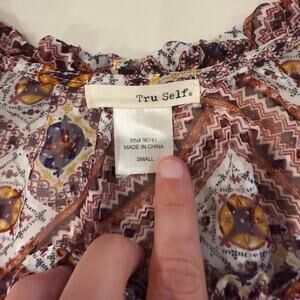 Tru Self®
RN# 96741
MADE IN CHINA
SMALL